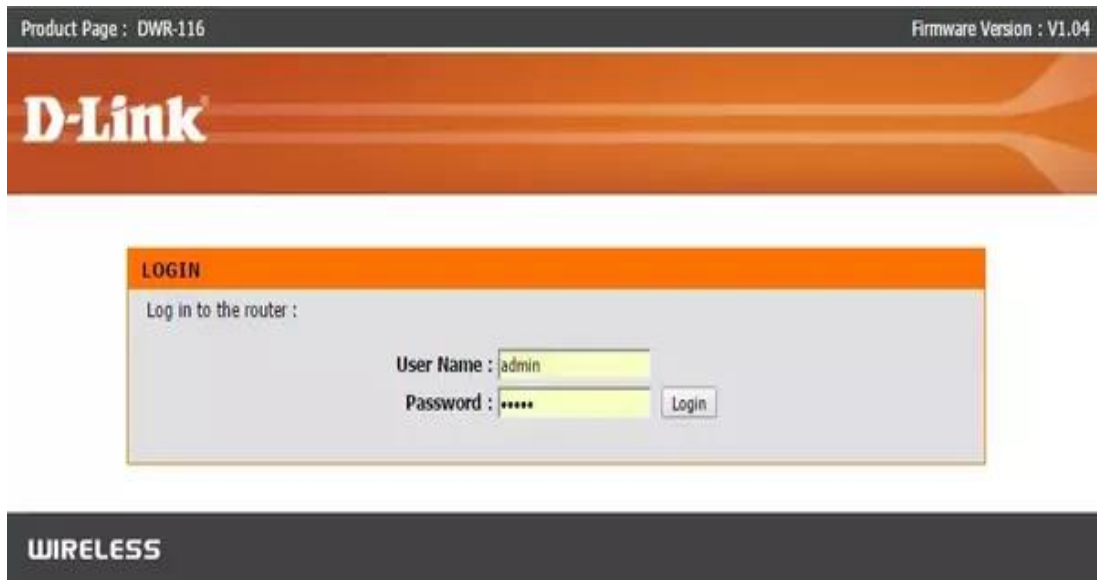 Product Page : DWR-116 Firmware Version : V1.04
D-Link
LOGIN
Log in to the router :
User Name : admin
Password : ••••• Login
WIRELESS